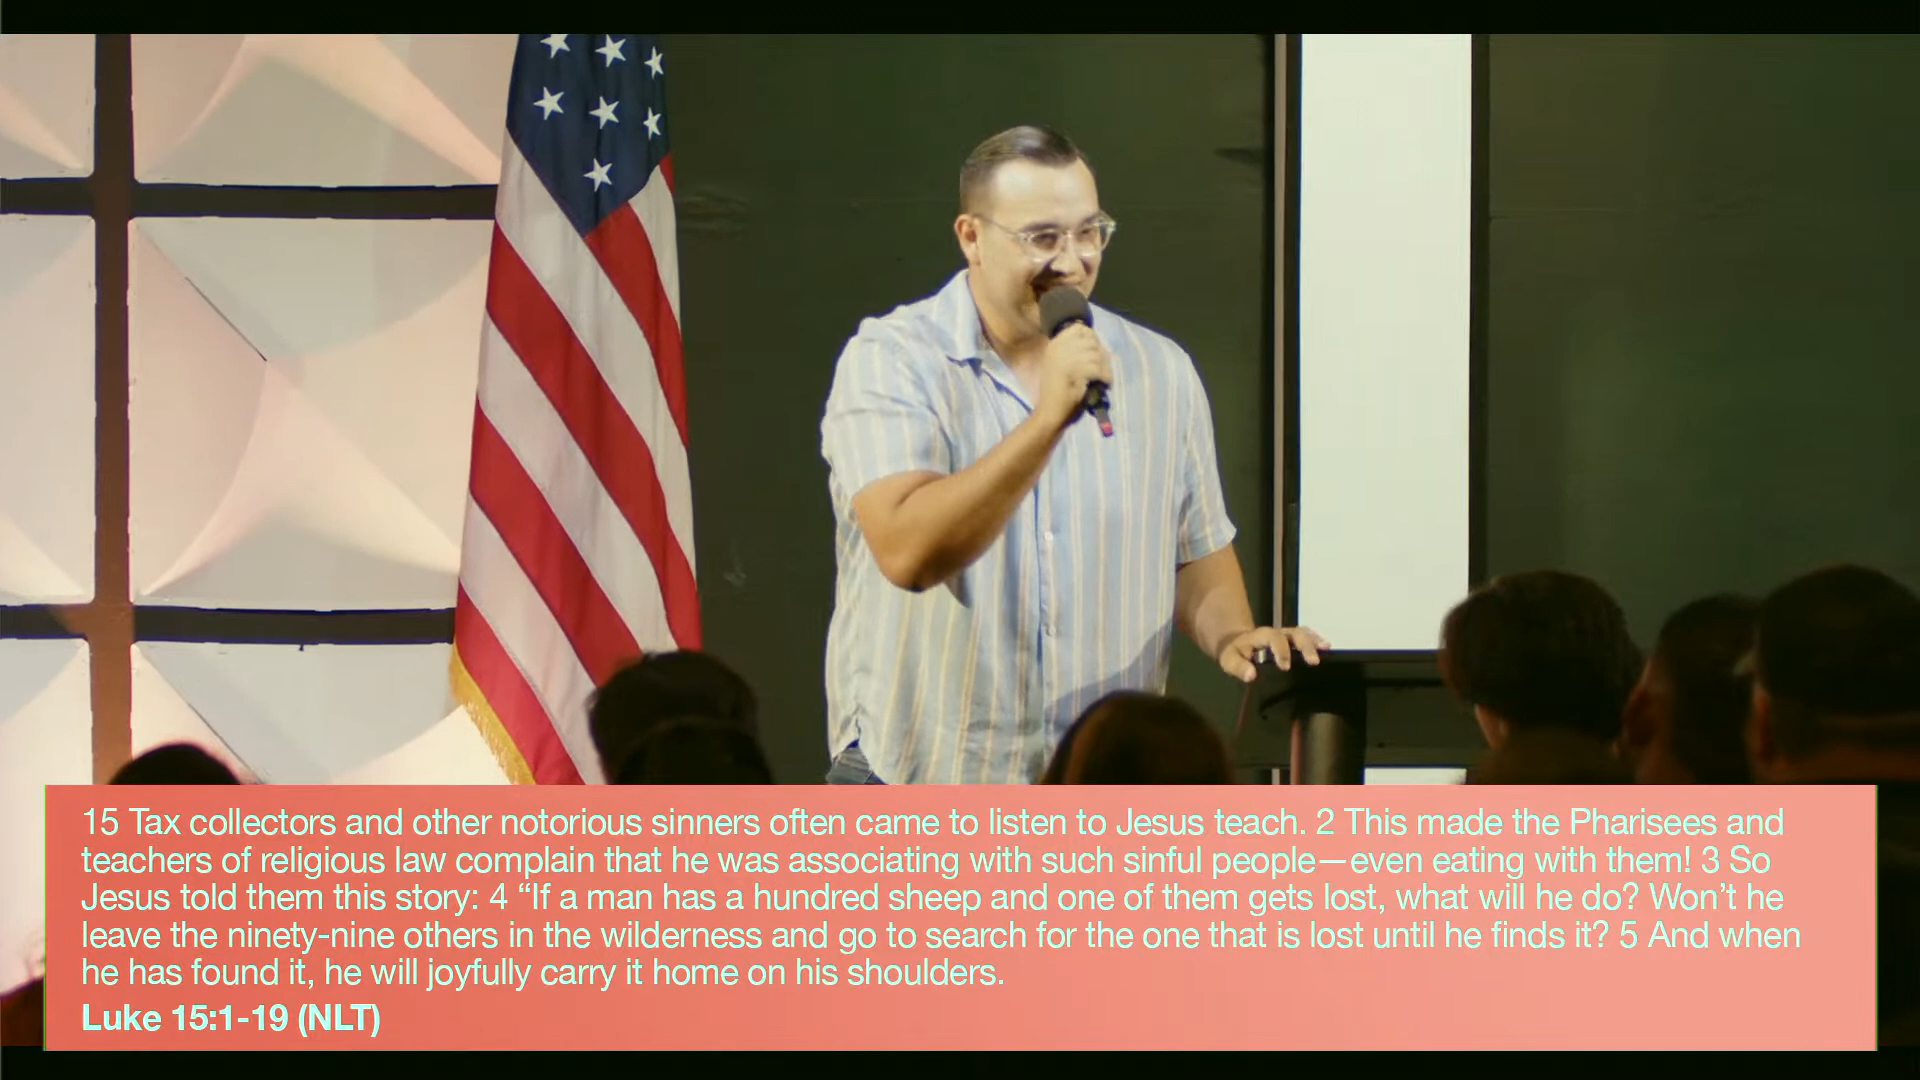 15 Tax collectors and other notorious sinners often came to listen to Jesus teach. 2 This made the Pharisees and
teachers of religious law complain that he was associating with such sinful people—even eating with them! 3 So
Jesus told them this story: 4 “If a man has a hundred sheep and one of them gets lost, what will he do? Won’t he
leave the ninety-nine others in the wilderness and go to search for the one that is lost until he finds it? 5 And when
he has found it, he will joyfully carry it home on his shoulders.
Luke 15:1-19 (NLT)